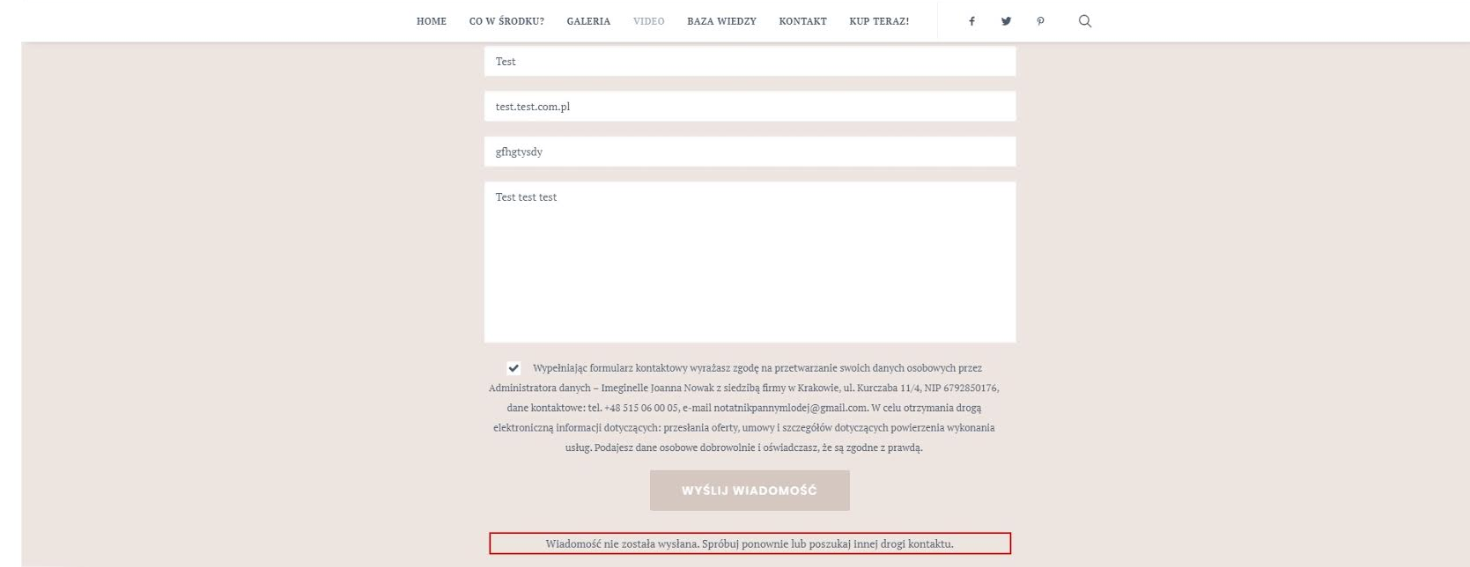 HOME CO W ŚRODKU? GALERIA VIDEO BAZA WIEDZY KONTAKT KUP TERAZ!
Test
test.test.com.pl
gfhgtysdy
Test test test
Wypełniając formularz kontaktowy wyrażasz zgodę na przetwarzanie swoich danych osobowych przez
Administratora danych – Imeginelle Joanna Nowak z siedzibą firmy w Krakowie, ul. Kurczaba 11/4, NIP 6792850176,
dane kontaktowe: tel. +48 515 06 00 05, e-mail notatnikpannymlodej@gmail.com. W celu otrzymania drogą
elektroniczną informacji dotyczących: przesłania oferty, umowy i szczegółów dotyczących powierzenia wykonania
usług. Podajesz dane osobowe dobrowolnie i oświadczasz, że są zgodne z prawdą.
WYŚLIJ WIADOMOŚĆ
Wiadomość nie została wysłana. Spróbuj ponownie lub poszukaj innej drogi kontaktu.